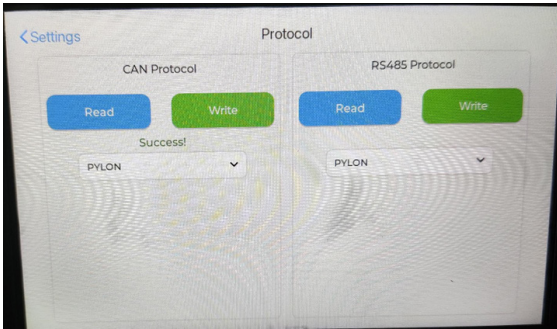 Settings
Protocol
CAN Protocol
Read
Write
Success!
PYLON
RS485 Protocol
Read
Write
PYLON